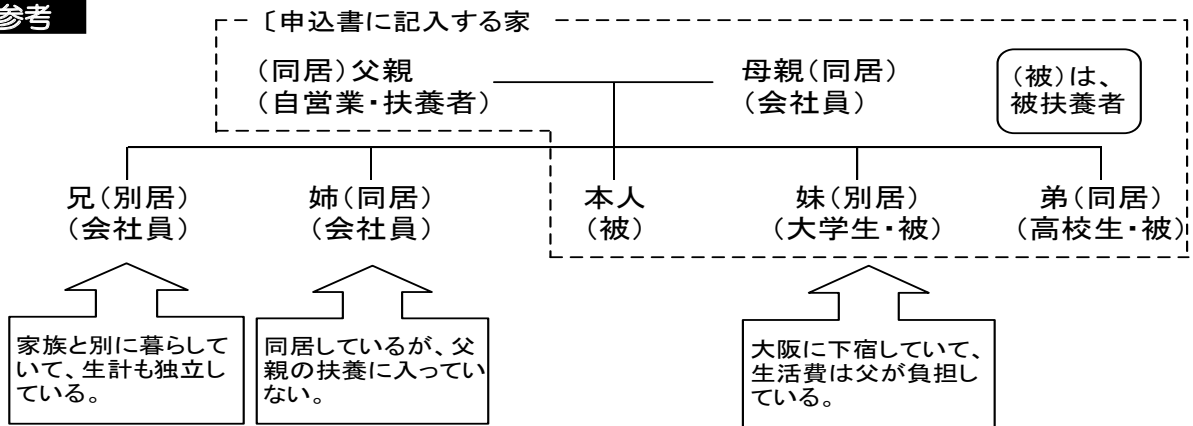 参考
〔申込書に記入する家
(同居)父親
(自営業・扶養者)
母親(同居)
(会社員)
(被)は、
被扶養者
兄(別居)
(会社員)
姉(同居)
(会社員)
本人
(被)
妹(別居)
(大学生・被)
弟(同居)
(高校生・被)
家族と別に暮らして
いて、生計も独立し
ている。
同居しているが、父
親の扶養に入ってい
ない。
大阪に下宿していて、
生活費は父が負担し
ている。